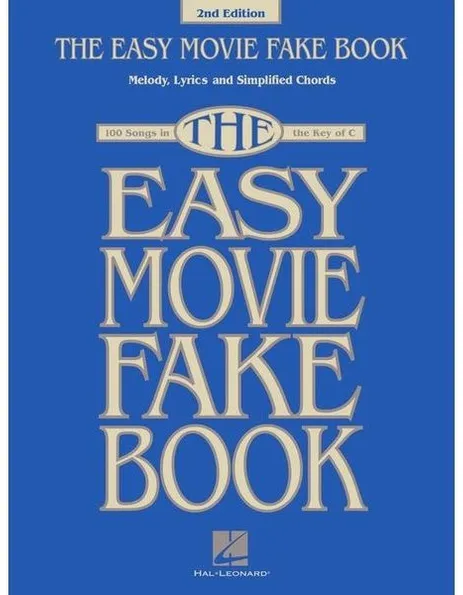 2nd Edition
THE EASY MOVIE FAKE BOOK
Melody, Lyrics and Simplified Chords
100 Songs in THE the Key of C
EASY
MOVIE
FAKE
BOOK
HAL•LEONARD®